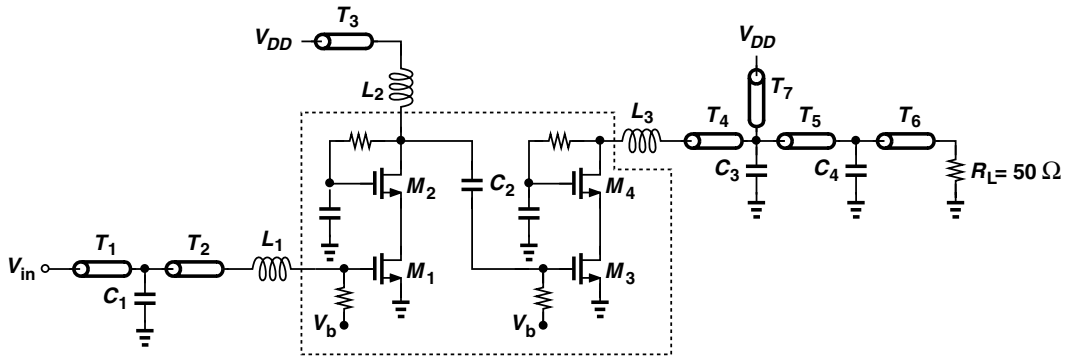 T3
VDD
L2
VDD
T7
L3
T4
T5
T6
M2
C2
M4
C3
C4
RL= 50 Ω
T1
T2
L1
Vin
C1
M1
M3
Vb
Vb